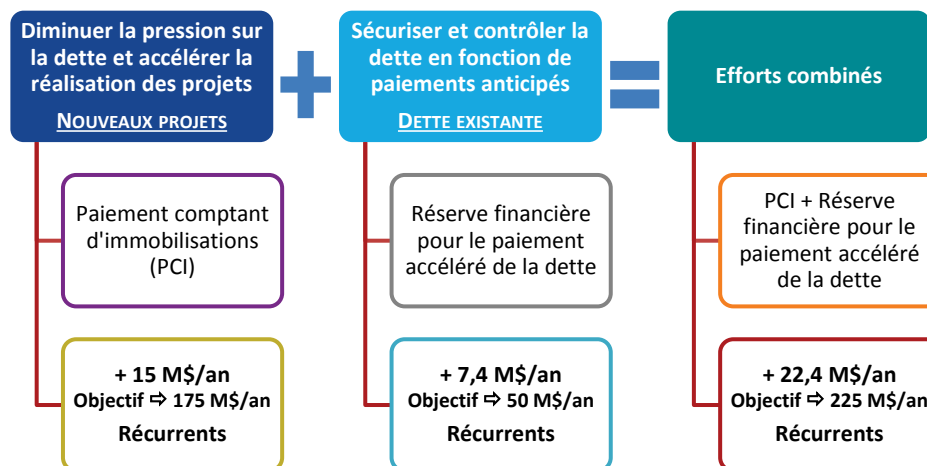 Diminuer la pression sur
la dette et accélérer la
réalisation des projets
NOUVEAUX PROJETS
Sécuriser et contrôler la
dette en fonction de
paiements anticipés
DETTE EXISTANTE
Efforts combinés
Paiement comptant
d'immobilisations
(PCI)
Réserve financière
pour le paiement
accéléré de la dette
PCI + Réserve
financière pour le
paiement accéléré
de la dette
+ 15 M$/an
Objectif ⇨ 175 M$/an
Récurrents
+ 7,4 M$/an
Objectif ⇨ 50 M$/an
Récurrents
+ 22,4 M$/an
Objectif ⇨ 225 M$/an
Récurrents